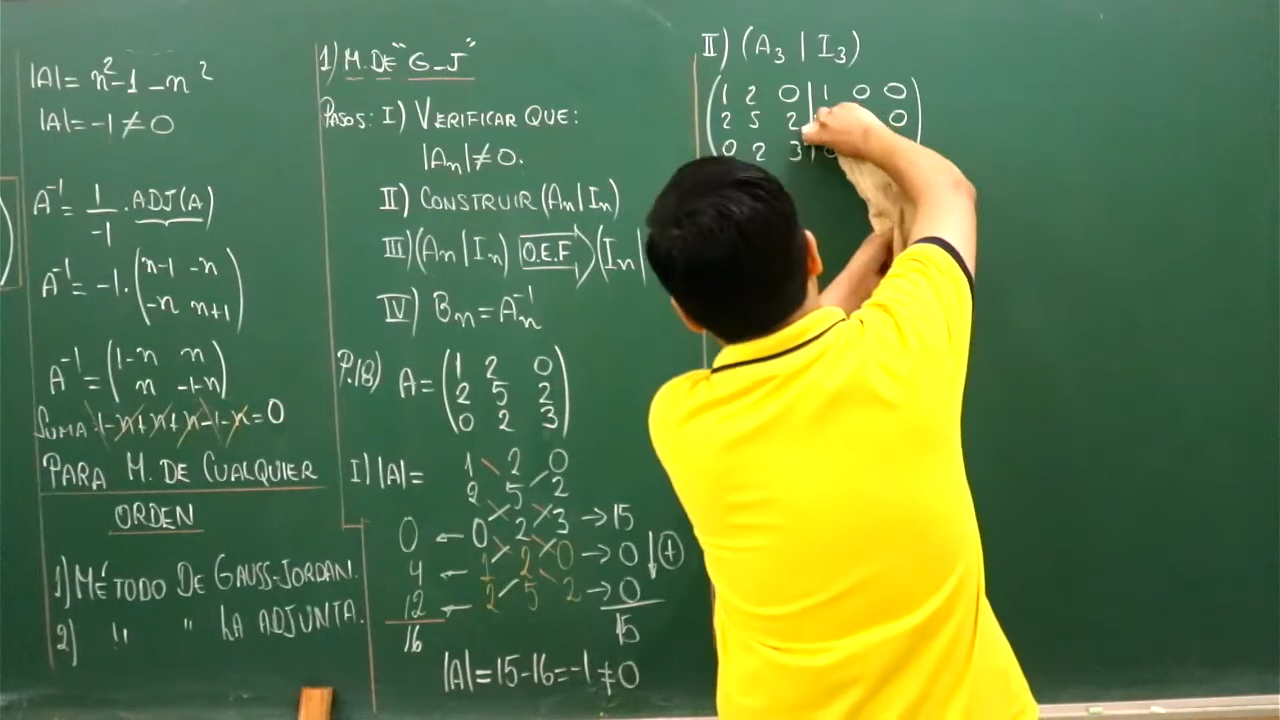 |A| = n²-1-n²
|A| = -1 ≠ 0
A⁻¹ = 1/-1 . ADJ(A)
A⁻¹ = -1. (n-1 -n
-n n+1)
A⁻¹ = (1-n n
n -1-n)
SUMA: 1-n+n+n-1-n=0
PARA M. DE CUALQUIER
ORDEN
1) MÉTODO DE GAUSS-JORDAN.
2) " " LA ADJUNTA.
1) M. DE "G-J"
PASOS: I) VERIFICAR QUE:
|Aₙ| ≠ 0.
II) CONSTRUIR (Aₙ | Iₙ)
III) (Aₙ | Iₙ) O.E.F. (Iₙ |
IV) Bₙ = Aₙ⁻¹
P.18) A = (1 2 0
2 5 2
0 2 3)
I) |A| = 1 2 0
2 5 2
0 ← 0 2 3 → 15
4 ← 1 2 0 → 0 ↓ (+)
12 ← 2 5 2 → 0
16 15
|A| = 15-16 = -1 ≠ 0
II) (A₃ | I₃)
(1 2 0 | 1 0 0
2 5 2 | 0
0 2 3 | 0